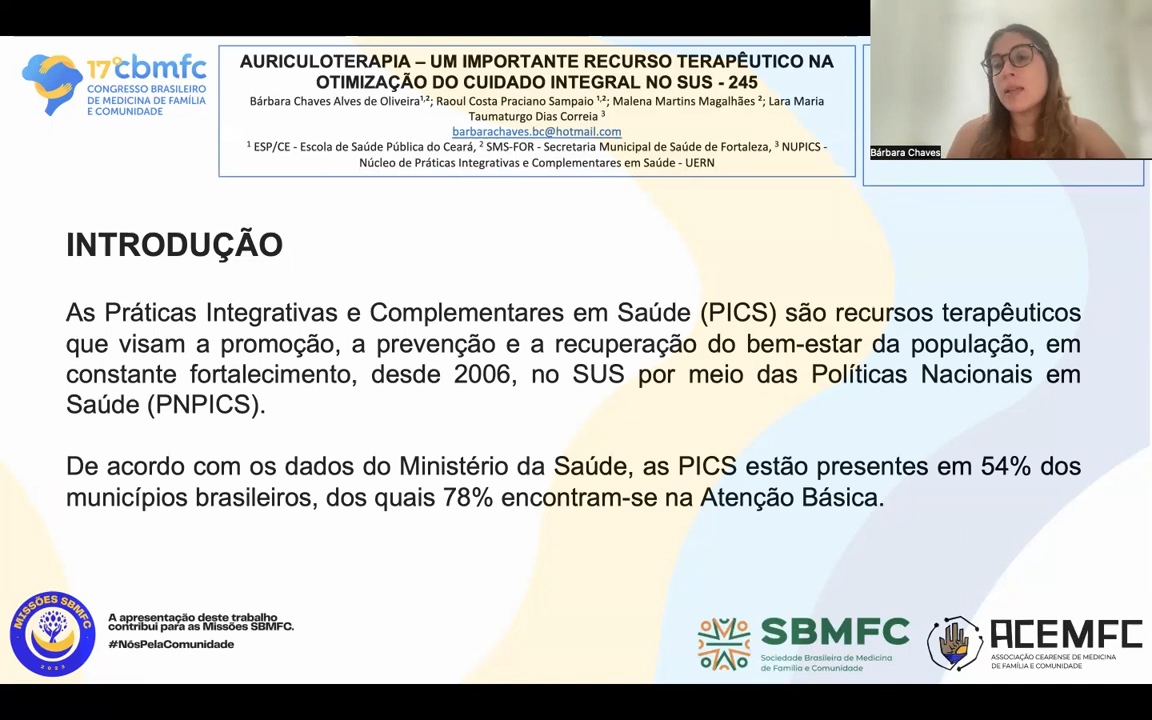 17º cbmfc
CONGRESSO BRASILEIRO
DE MEDICINA DE FAMÍLIA
E COMUNIDADE
AURICULOTERAPIA – UM IMPORTANTE RECURSO TERAPÊUTICO NA
OTIMIZAÇÃO DO CUIDADO INTEGRAL NO SUS - 245
Bárbara Chaves Alves de Oliveira¹,²; Raoul Costa Praciano Sampaio ¹,²; Malena Martins Magalhães ²; Lara Maria
Taumaturgo Dias Correia ³
barbarachaves.bc@hotmail.com
¹ ESP/CE - Escola de Saúde Pública do Ceará, ² SMS-FOR - Secretaria Municipal de Saúde de Fortaleza, ³ NUPICS -
Núcleo de Práticas Integrativas e Complementares em Saúde - UERN
Bárbara Chaves
INTRODUÇÃO
As Práticas Integrativas e Complementares em Saúde (PICS) são recursos terapêuticos
que visam a promoção, a prevenção e a recuperação do bem-estar da população, em
constante fortalecimento, desde 2006, no SUS por meio das Políticas Nacionais em
Saúde (PNPICS).
De acordo com os dados do Ministério da Saúde, as PICS estão presentes em 54% dos
municípios brasileiros, dos quais 78% encontram-se na Atenção Básica.
MISSÕES SBMFC
2023
A apresentação deste trabalho
contribui para as Missões SBMFC.
#NósPelaComunidade
SBMFC
Sociedade Brasileira de Medicina
de Família e Comunidade
ACEMFC
ASSOCIAÇÃO CEARENSE DE MEDICINA
DE FAMÍLIA E COMUNIDADE